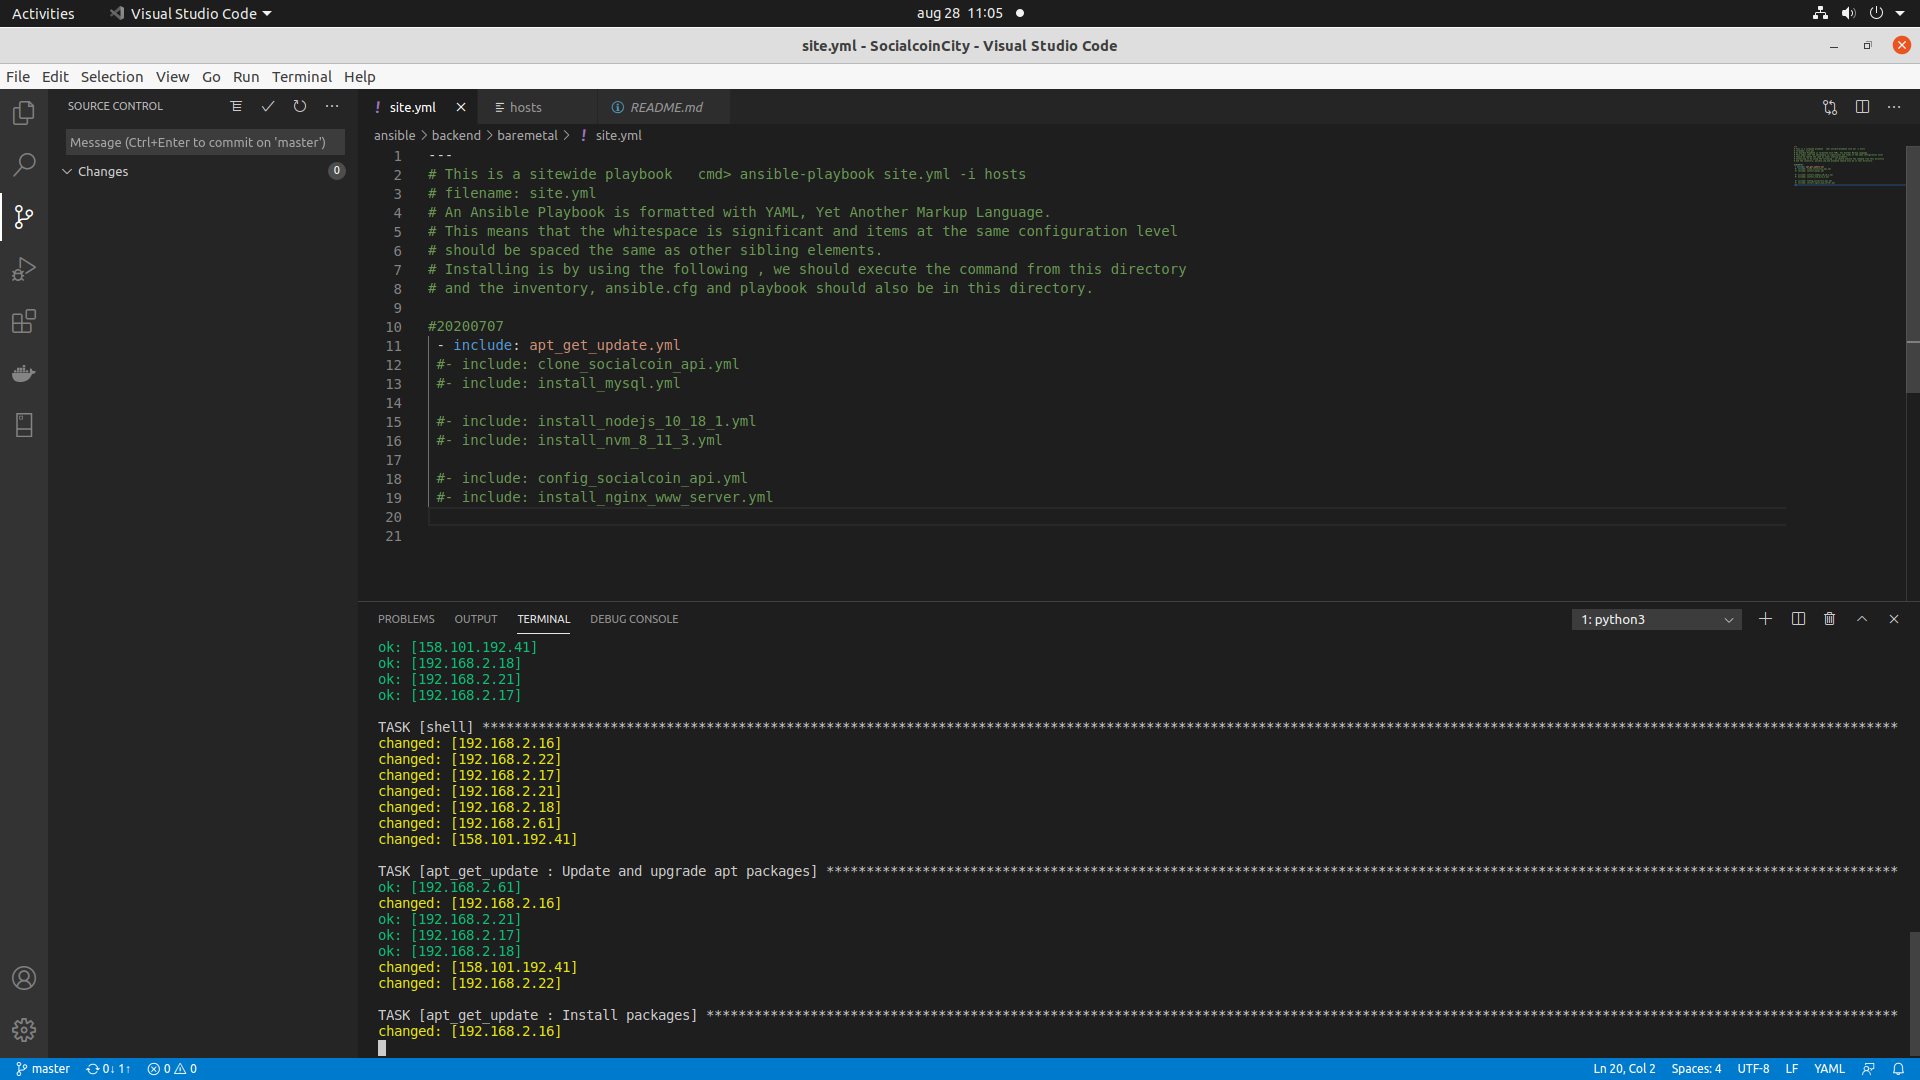 Activities
Visual Studio Code
aug 28 11:05
site.yml - SocialcoinCity - Visual Studio Code
File Edit Selection View Go Run Terminal Help
SOURCE CONTROL
Message (Ctrl+Enter to commit on 'master')
Changes
0
site.yml
hosts
README.md
ansible > backend > baremetal > ! site.yml
1 ---
2 # This is a sitewide playbook   cmd> ansible-playbook site.yml -i hosts
3 # filename: site.yml
4 # An Ansible Playbook is formatted with YAML, Yet Another Markup Language.
5 # This means that the whitespace is significant and items at the same configuration level
6 # should be spaced the same as other sibling elements.
7 # Installing is by using the following , we should execute the command from this directory
8 # and the inventory, ansible.cfg and playbook should also be in this directory.
9
10 #20200707
11 - include: apt_get_update.yml
12 #- include: clone_socialcoin_api.yml
13 #- include: install_mysql.yml
14
15 #- include: install_nodejs_10_18_1.yml
16 #- include: install_nvm_8_11_3.yml
17
18 #- include: config_socialcoin_api.yml
19 #- include: install_nginx_www_server.yml
20
21
PROBLEMS OUTPUT TERMINAL DEBUG CONSOLE
1: python3
ok: [158.101.192.41]
ok: [192.168.2.18]
ok: [192.168.2.21]
ok: [192.168.2.17]
TASK [shell] ****************************************************************************************************************************************************************
changed: [192.168.2.16]
changed: [192.168.2.22]
changed: [192.168.2.17]
changed: [192.168.2.21]
changed: [192.168.2.18]
changed: [192.168.2.61]
changed: [158.101.192.41]
TASK [apt_get_update : Update and upgrade apt packages] **************************************************************************************************************************************
ok: [192.168.2.61]
changed: [192.168.2.16]
ok: [192.168.2.21]
ok: [192.168.2.17]
ok: [192.168.2.18]
changed: [158.101.192.41]
changed: [192.168.2.22]
TASK [apt_get_update : Install packages] *****************************************************************************************************************************************************
changed: [192.168.2.16]
master 0↓ 1↑ 0 0
Ln 20, Col 2 Spaces: 4 UTF-8 LF YAML